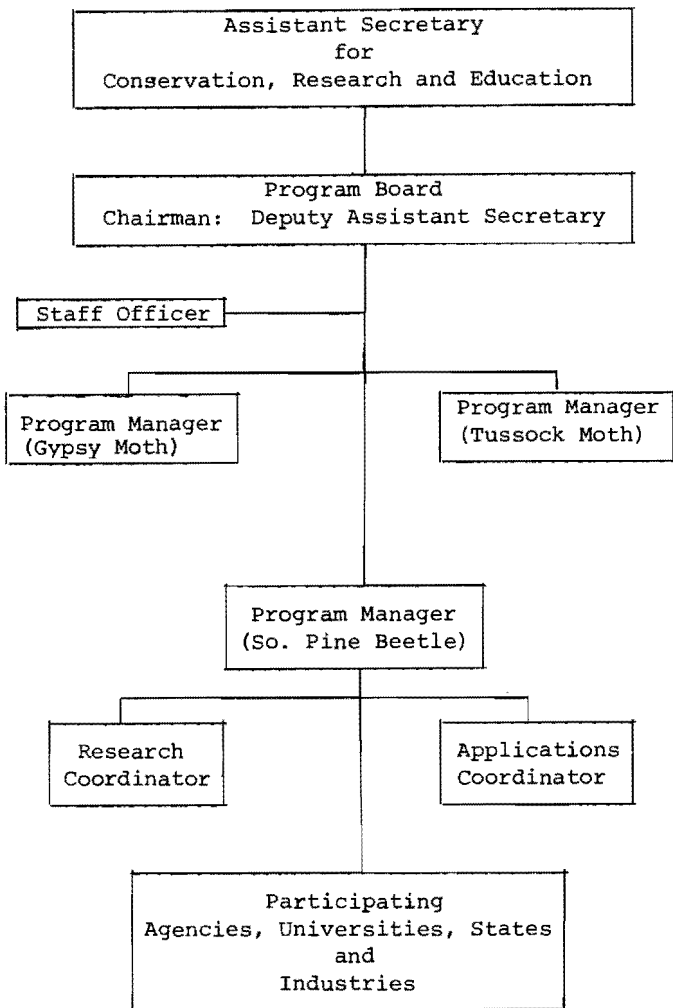 Assistant Secretary
for
Conservation, Research and Education
Program Board
Chairman: Deputy Assistant Secretary
Staff Officer
Program Manager
(Gypsy Moth)
Program Manager
(Tussock Moth)
Program Manager
(So. Pine Beetle)
Research
Coordinator
Applications
Coordinator
Participating
Agencies, Universities, States
and
Industries